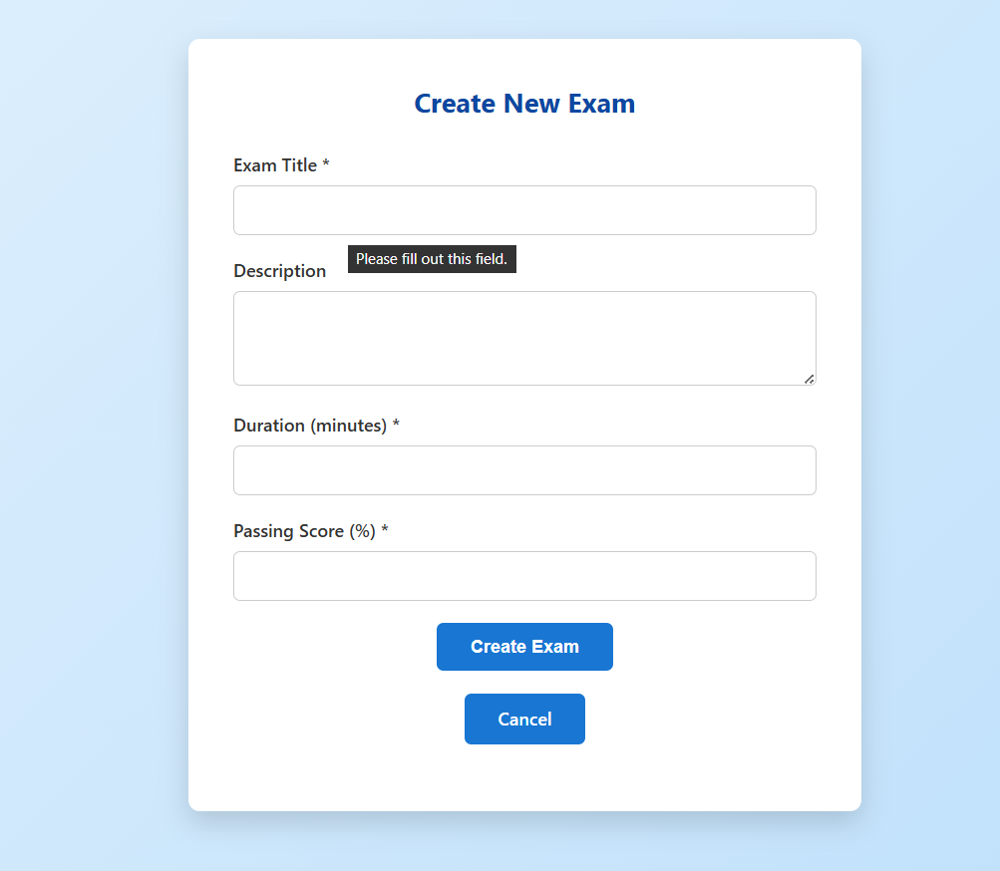 Create New Exam
Exam Title *
Please fill out this field.
Description
Duration (minutes) *
Passing Score (%) *
Create Exam
Cancel